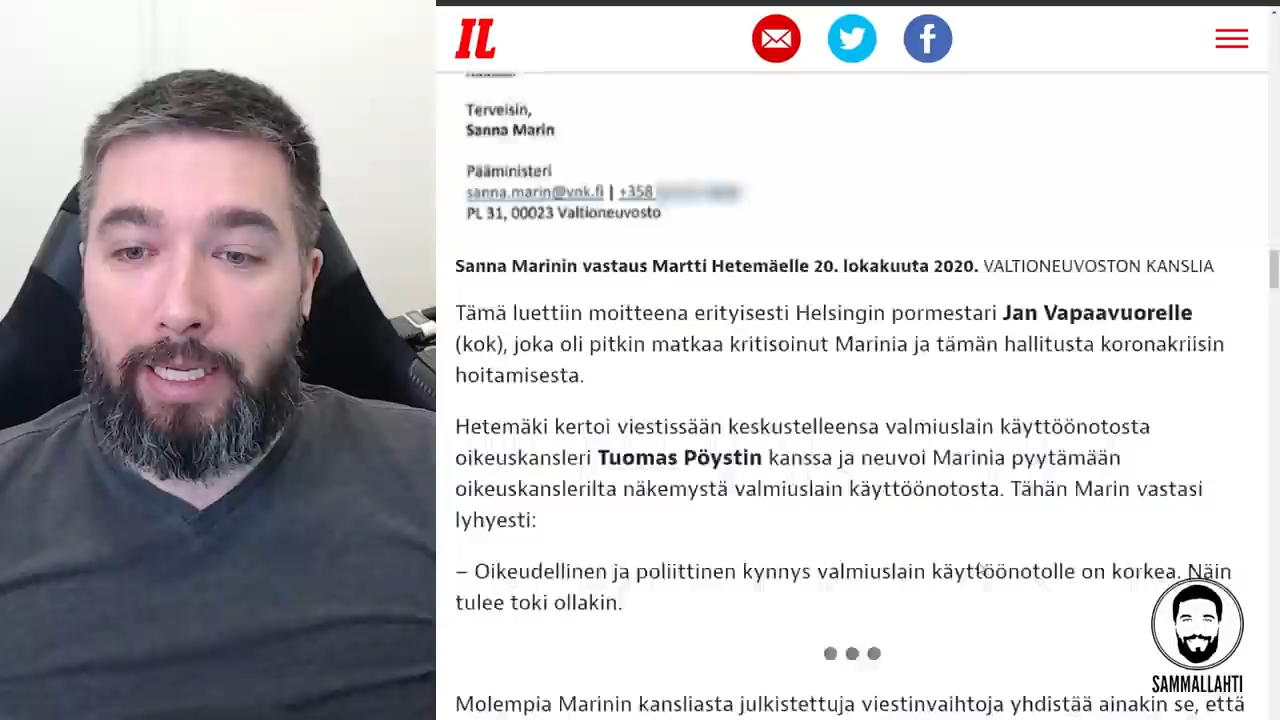 IL
Terveisin,
Sanna Marin
Pääministeri
sanna.marin@vnk.fi | +358
PL 31, 00023 Valtioneuvosto
Sanna Marinin vastaus Martti Hetemäelle 20. lokakuuta 2020. VALTIONEUVOSTON KANSLIA
Tämä luettiin moitteena erityisesti Helsingin pormestari Jan Vapaavuorelle
(kok), joka oli pitkin matkaa kritisoinut Marinia ja tämän hallitusta koronakriisin
hoitamisesta.
Hetemäki kertoi viestissään keskustelleensa valmiuslain käyttöönotosta
oikeuskansleri Tuomas Pöystin kanssa ja neuvoi Marinia pyytämään
oikeuskanslerilta näkemystä valmiuslain käyttöönotosta. Tähän Marin vastasi
lyhyesti:
– Oikeudellinen ja poliittinen kynnys valmiuslain käyttöönotolle on korkea. Näin
tulee toki ollakin.
SAMMALLAHTI
Molempia Marinin kansliasta julkistettuja viestinvaihtoja yhdistää ainakin se, että